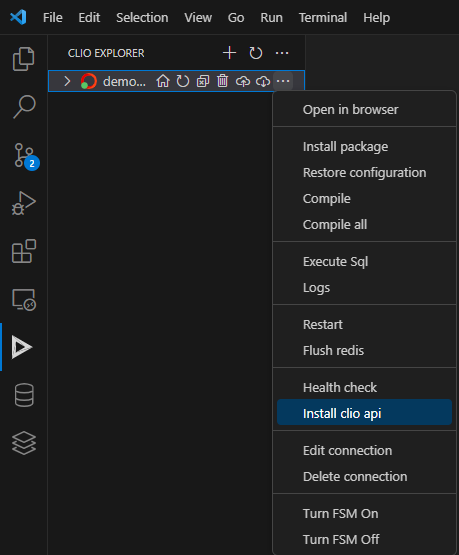 File Edit Selection View Go Run Terminal Help
CLIO EXPLORER
demo...
2
Open in browser
Install package
Restore configuration
Compile
Compile all
Execute Sql
Logs
Restart
Flush redis
Health check
Install clio api
Edit connection
Delete connection
Turn FSM On
Turn FSM Off